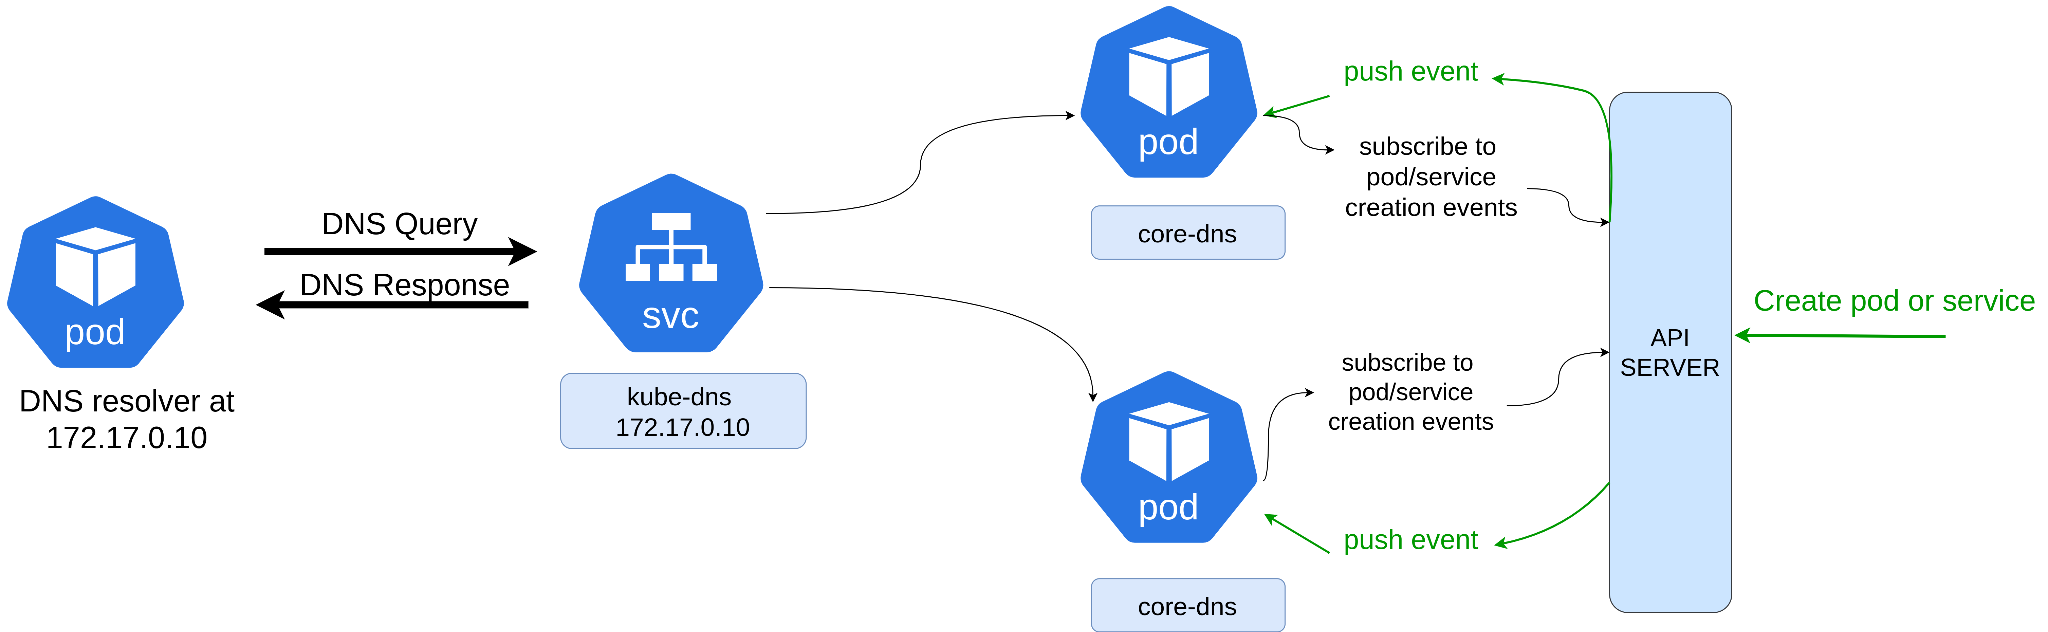 pod
DNS resolver at
172.17.0.10
DNS Query
DNS Response
svc
kube-dns
172.17.0.10
pod
core-dns
push event
subscribe to
pod/service
creation events
pod
core-dns
subscribe to
pod/service
creation events
push event
API
SERVER
Create pod or service